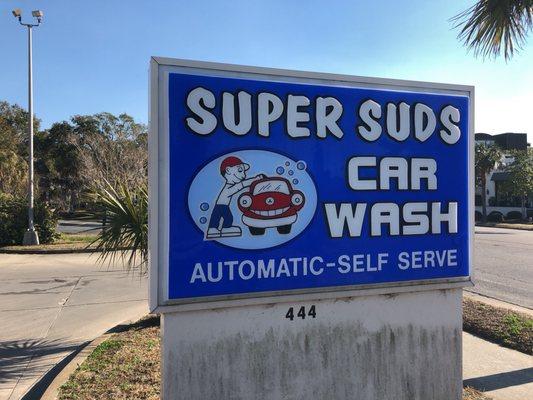 SUPER SUDS
CAR
WASH
AUTOMATIC-SELF SERVE
444